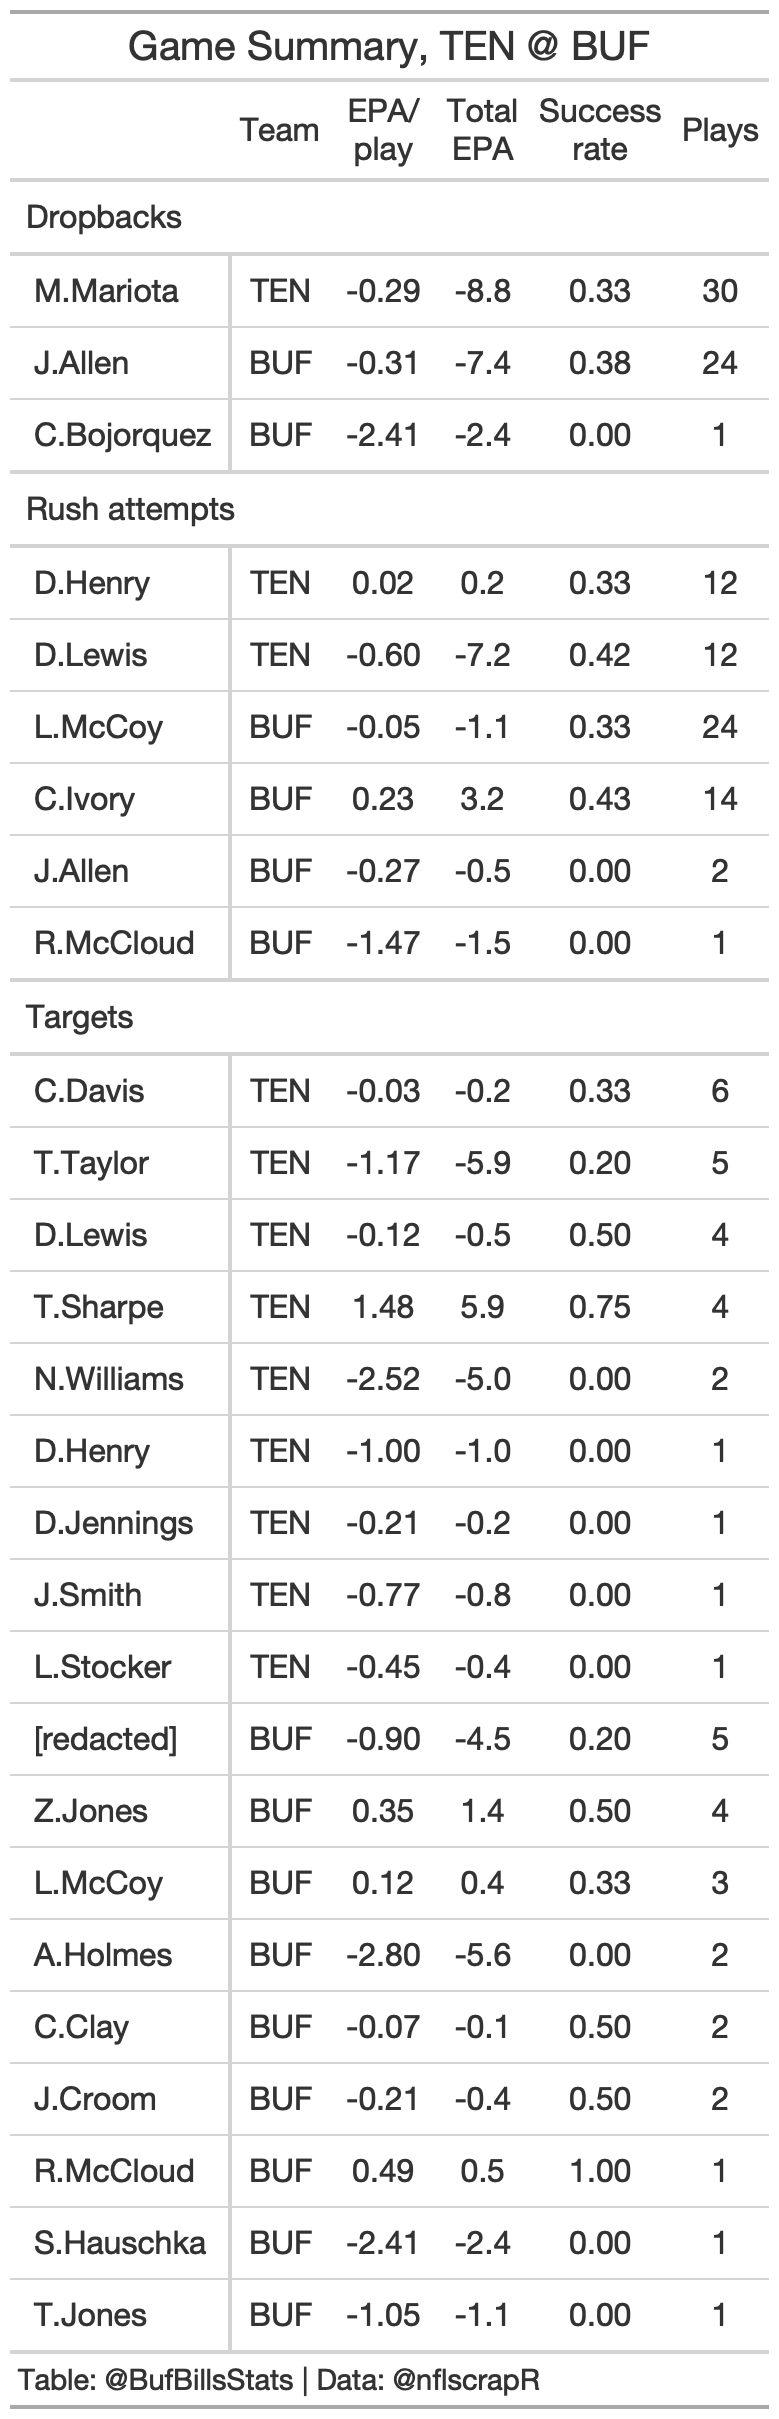 Game Summary, TEN @ BUF
Team EPA/ play Total EPA Success rate Plays
Dropbacks
M.Mariota TEN -0.29 -8.8 0.33 30
J.Allen BUF -0.31 -7.4 0.38 24
C.Bojorquez BUF -2.41 -2.4 0.00 1
Rush attempts
D.Henry TEN 0.02 0.2 0.33 12
D.Lewis TEN -0.60 -7.2 0.42 12
L.McCoy BUF -0.05 -1.1 0.33 24
C.Ivory BUF 0.23 3.2 0.43 14
J.Allen BUF -0.27 -0.5 0.00 2
R.McCloud BUF -1.47 -1.5 0.00 1
Targets
C.Davis TEN -0.03 -0.2 0.33 6
T.Taylor TEN -1.17 -5.9 0.20 5
D.Lewis TEN -0.12 -0.5 0.50 4
T.Sharpe TEN 1.48 5.9 0.75 4
N.Williams TEN -2.52 -5.0 0.00 2
D.Henry TEN -1.00 -1.0 0.00 1
D.Jennings TEN -0.21 -0.2 0.00 1
J.Smith TEN -0.77 -0.8 0.00 1
L.Stocker TEN -0.45 -0.4 0.00 1
[redacted] BUF -0.90 -4.5 0.20 5
Z.Jones BUF 0.35 1.4 0.50 4
L.McCoy BUF 0.12 0.4 0.33 3
A.Holmes BUF -2.80 -5.6 0.00 2
C.Clay BUF -0.07 -0.1 0.50 2
J.Croom BUF -0.21 -0.4 0.50 2
R.McCloud BUF 0.49 0.5 1.00 1
S.Hauschka BUF -2.41 -2.4 0.00 1
T.Jones BUF -1.05 -1.1 0.00 1
Table: @BufBillsStats | Data: @nflscrapR